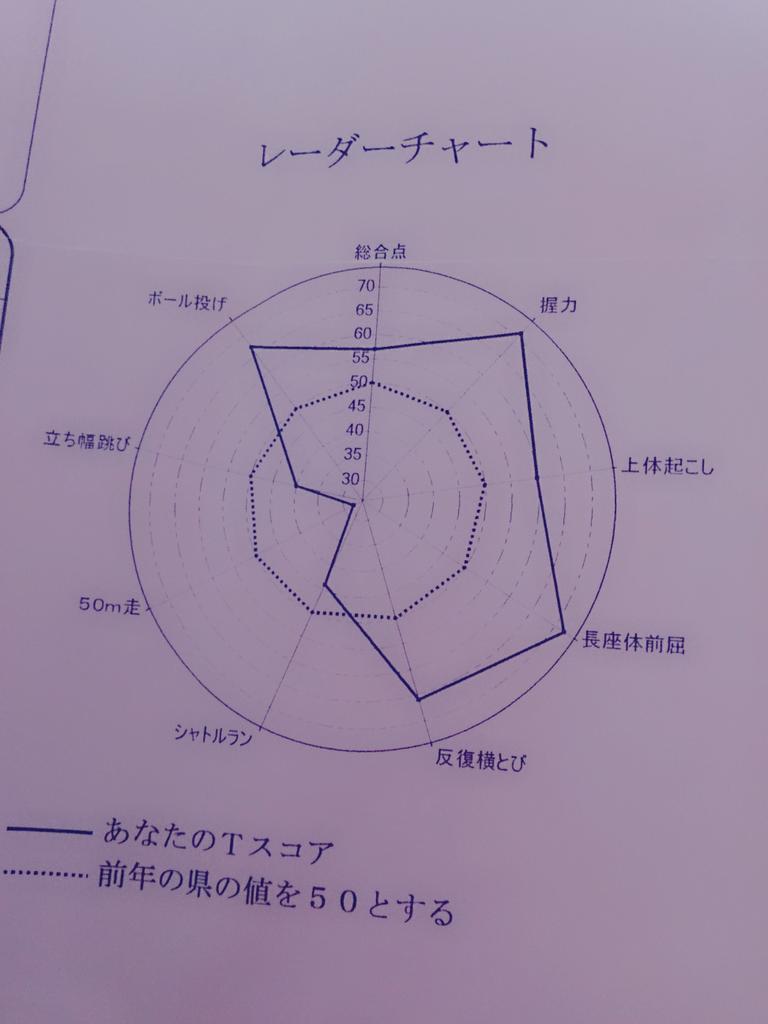 レーダーチャート
総合点
ボール投げ
握力
70
65
60
55
50
45
40
35
30
立ち幅跳び
上体起こし
50m走
長座体前屈
シャトルラン
反復横とび
あなたのTスコア
前年の県の値を50とする